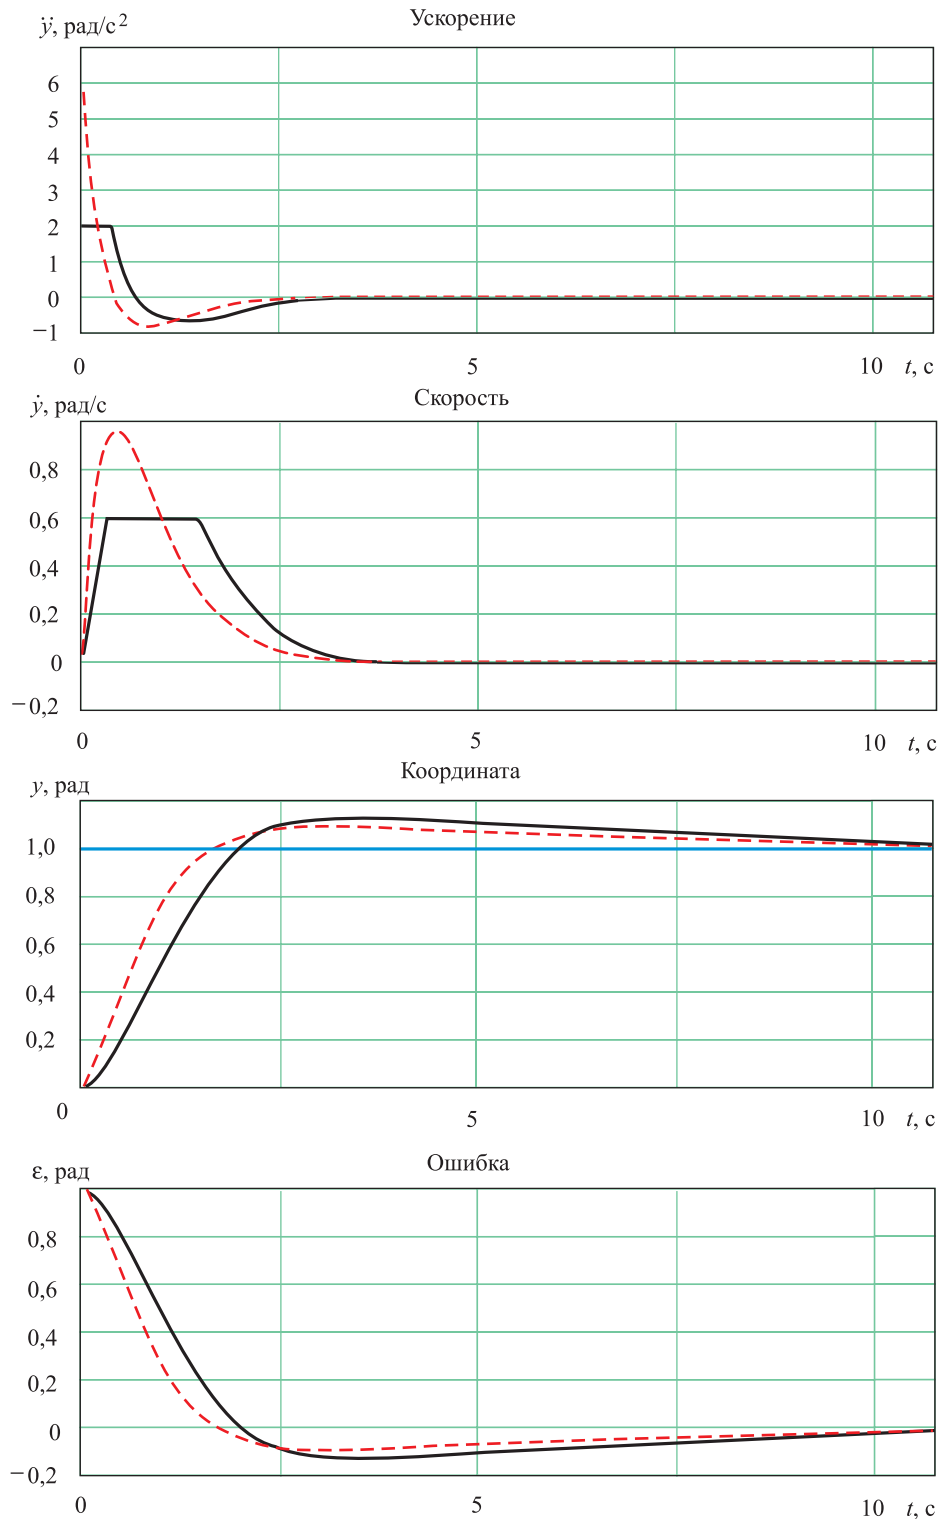 Ускорение
ÿ, рад/с²
6
5
4
3
2
1
0
−1
0 5 10 t, с
Скорость
ẏ, рад/с
0,8
0,6
0,4
0,2
0
−0,2
0 5 10 t, с
Координата
y, рад
1,0
0,8
0,6
0,4
0,2
0 5 10 t, с
Ошибка
ε, рад
0,8
0,6
0,4
0,2
0
−0,2
0 5 10 t, с